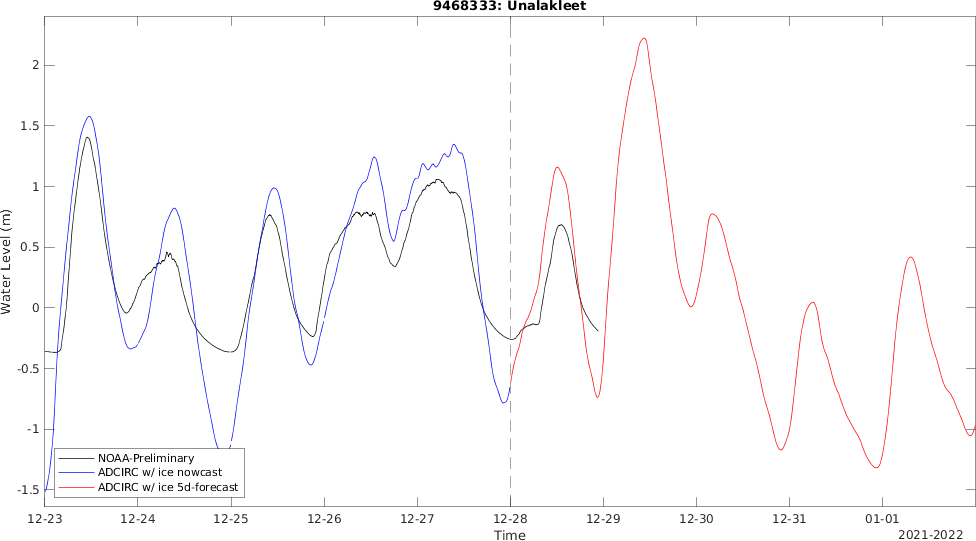 9468333: Unalakleet
Water Level (m)
2
1.5
1
0.5
0
-0.5
-1
-1.5
NOAA-Preliminary
ADCIRC w/ ice nowcast
ADCIRC w/ ice 5d-forecast
12-23 12-24 12-25 12-26 12-27 12-28 12-29 12-30 12-31 01-01
Time
2021-2022